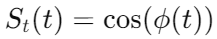 S_t(t) = cos(ϕ(t))